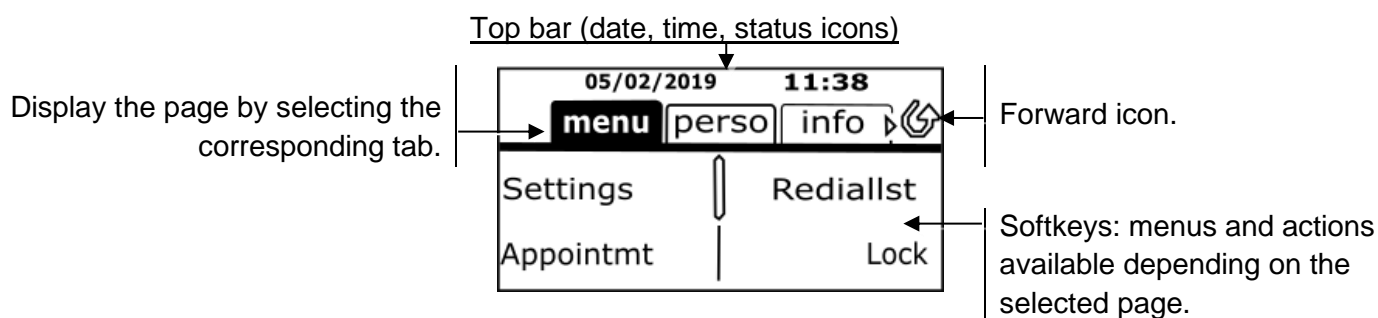 Top bar (date, time, status icons)
05/02/2019 11:38
Display the page by selecting the
corresponding tab.
menu perso info
Forward icon.
Settings Rediallst
Appointmt Lock
Softkeys: menus and actions
available depending on the
selected page.